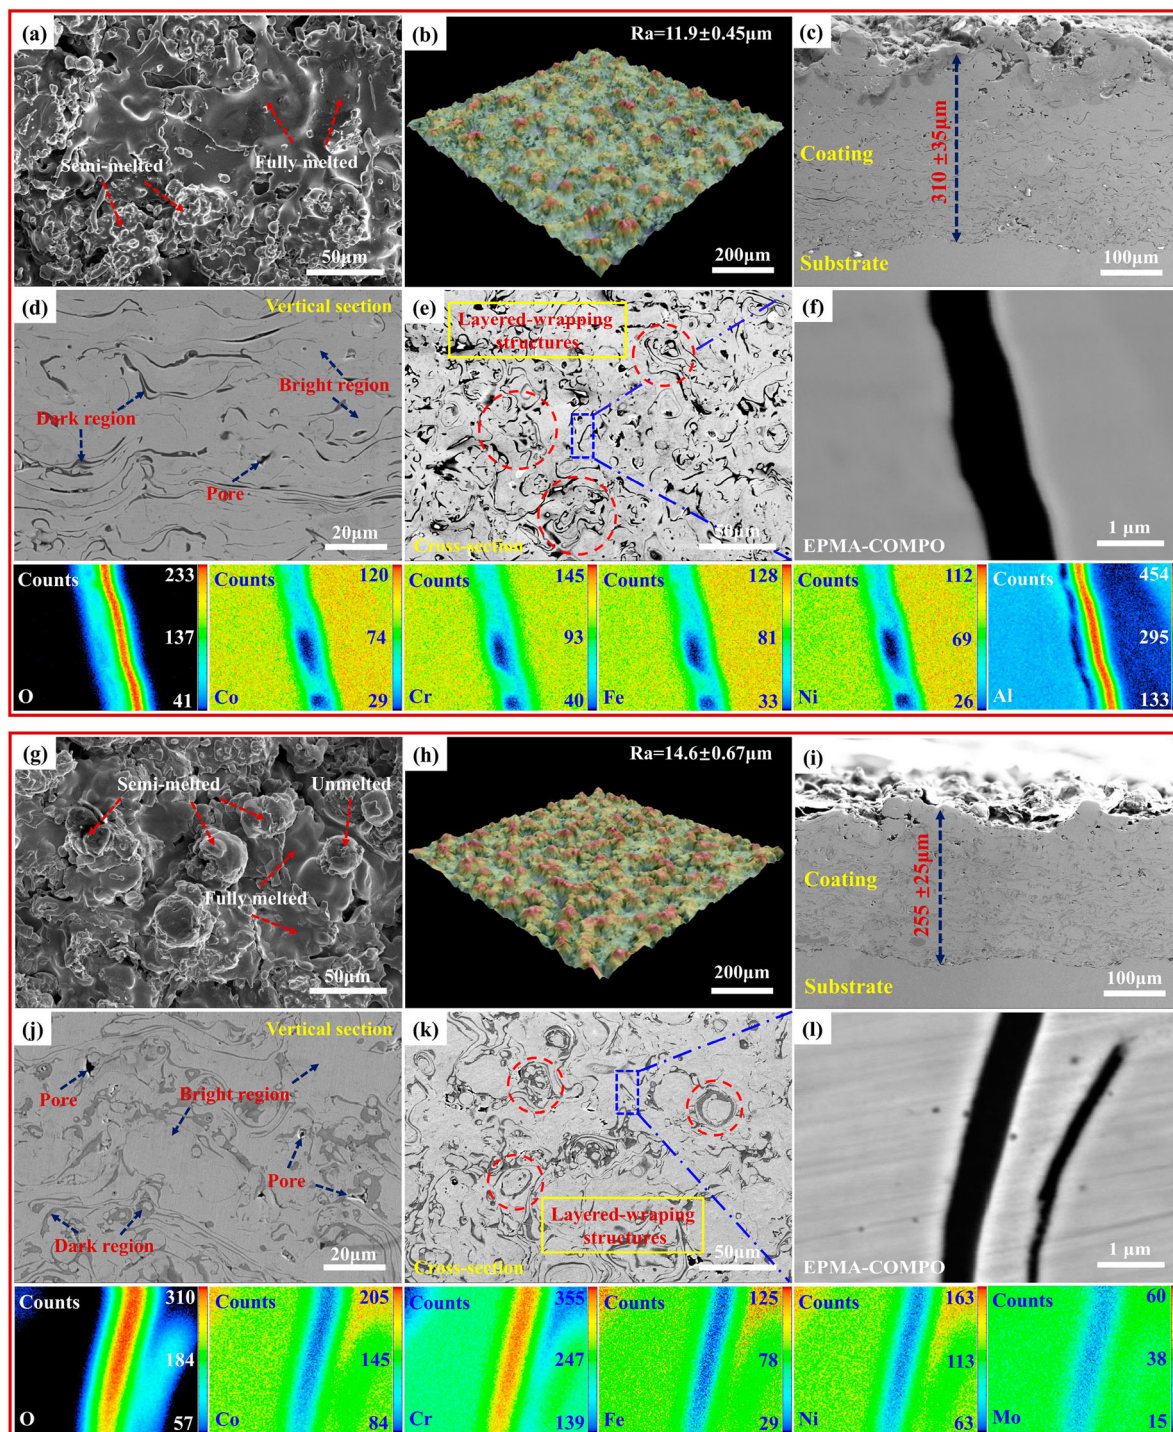 (a)
Semi-melted
Fully melted
50μm
(b)
Ra=11.9±0.45μm
200μm
(c)
Coating
310 ±35μm
Substrate
100μm
(d)
Vertical section
Bright region
Dark region
Pore
20μm
(e)
Layered-wrapping
structures
Cross-section
50μm
(f)
EPMA-COMPO
1 μm
Counts
233
137
O
41
Counts
120
74
Co
29
Counts
145
93
Cr
40
Counts
128
81
Fe
33
Counts
112
69
Ni
26
Counts
454
295
Al
133
(g)
Semi-melted
Unmelted
Fully melted
50μm
(h)
Ra=14.6±0.67μm
200μm
(i)
Coating
255 ±25μm
Substrate
100μm
(j)
Vertical section
Pore
Bright region
Pore
Dark region
20μm
(k)
Layered-wraping
structures
Cross-section
50μm
(l)
EPMA-COMPO
1 μm
Counts
310
184
O
57
Counts
205
145
Co
84
Counts
355
247
Cr
139
Counts
125
78
Fe
29
Counts
163
113
Ni
63
Counts
60
38
Mo
15